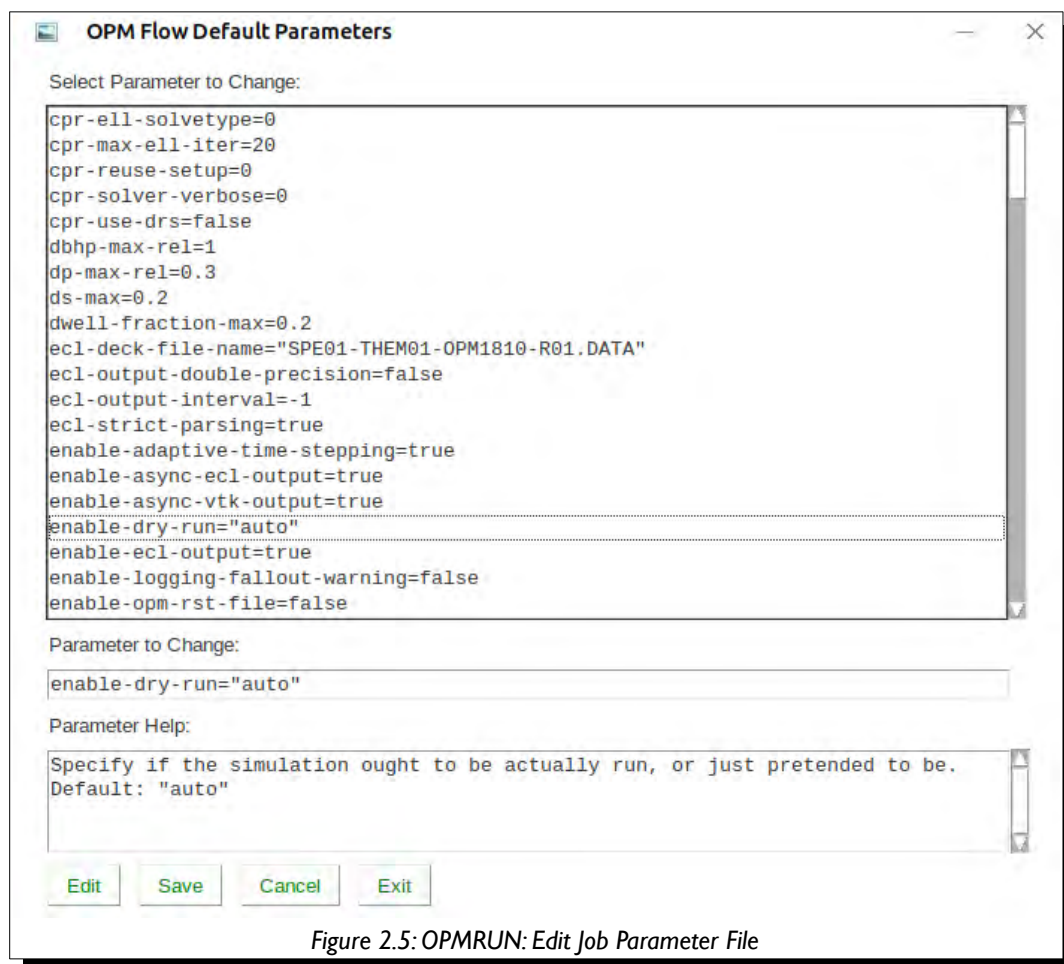 OPM Flow Default Parameters
Select Parameter to Change:
cpr-ell-solvetype=0
cpr-max-ell-iter=20
cpr-reuse-setup=0
cpr-solver-verbose=0
cpr-use-drs=false
dbhp-max-rel=1
dp-max-rel=0.3
ds-max=0.2
dwell-fraction-max=0.2
ecl-deck-file-name="SPE01-THEM01-OPM1810-R01.DATA"
ecl-output-double-precision=false
ecl-output-interval=-1
ecl-strict-parsing=true
enable-adaptive-time-stepping=true
enable-async-ecl-output=true
enable-async-vtk-output=true
enable-dry-run="auto"
enable-ecl-output=true
enable-logging-fallout-warning=false
enable-opm-rst-file=false
Parameter to Change:
enable-dry-run="auto"
Parameter Help:
Specify if the simulation ought to be actually run, or just pretended to be.
Default: "auto"
Edit Save Cancel Exit
Figure 2.5: OPMRUN: Edit Job Parameter File